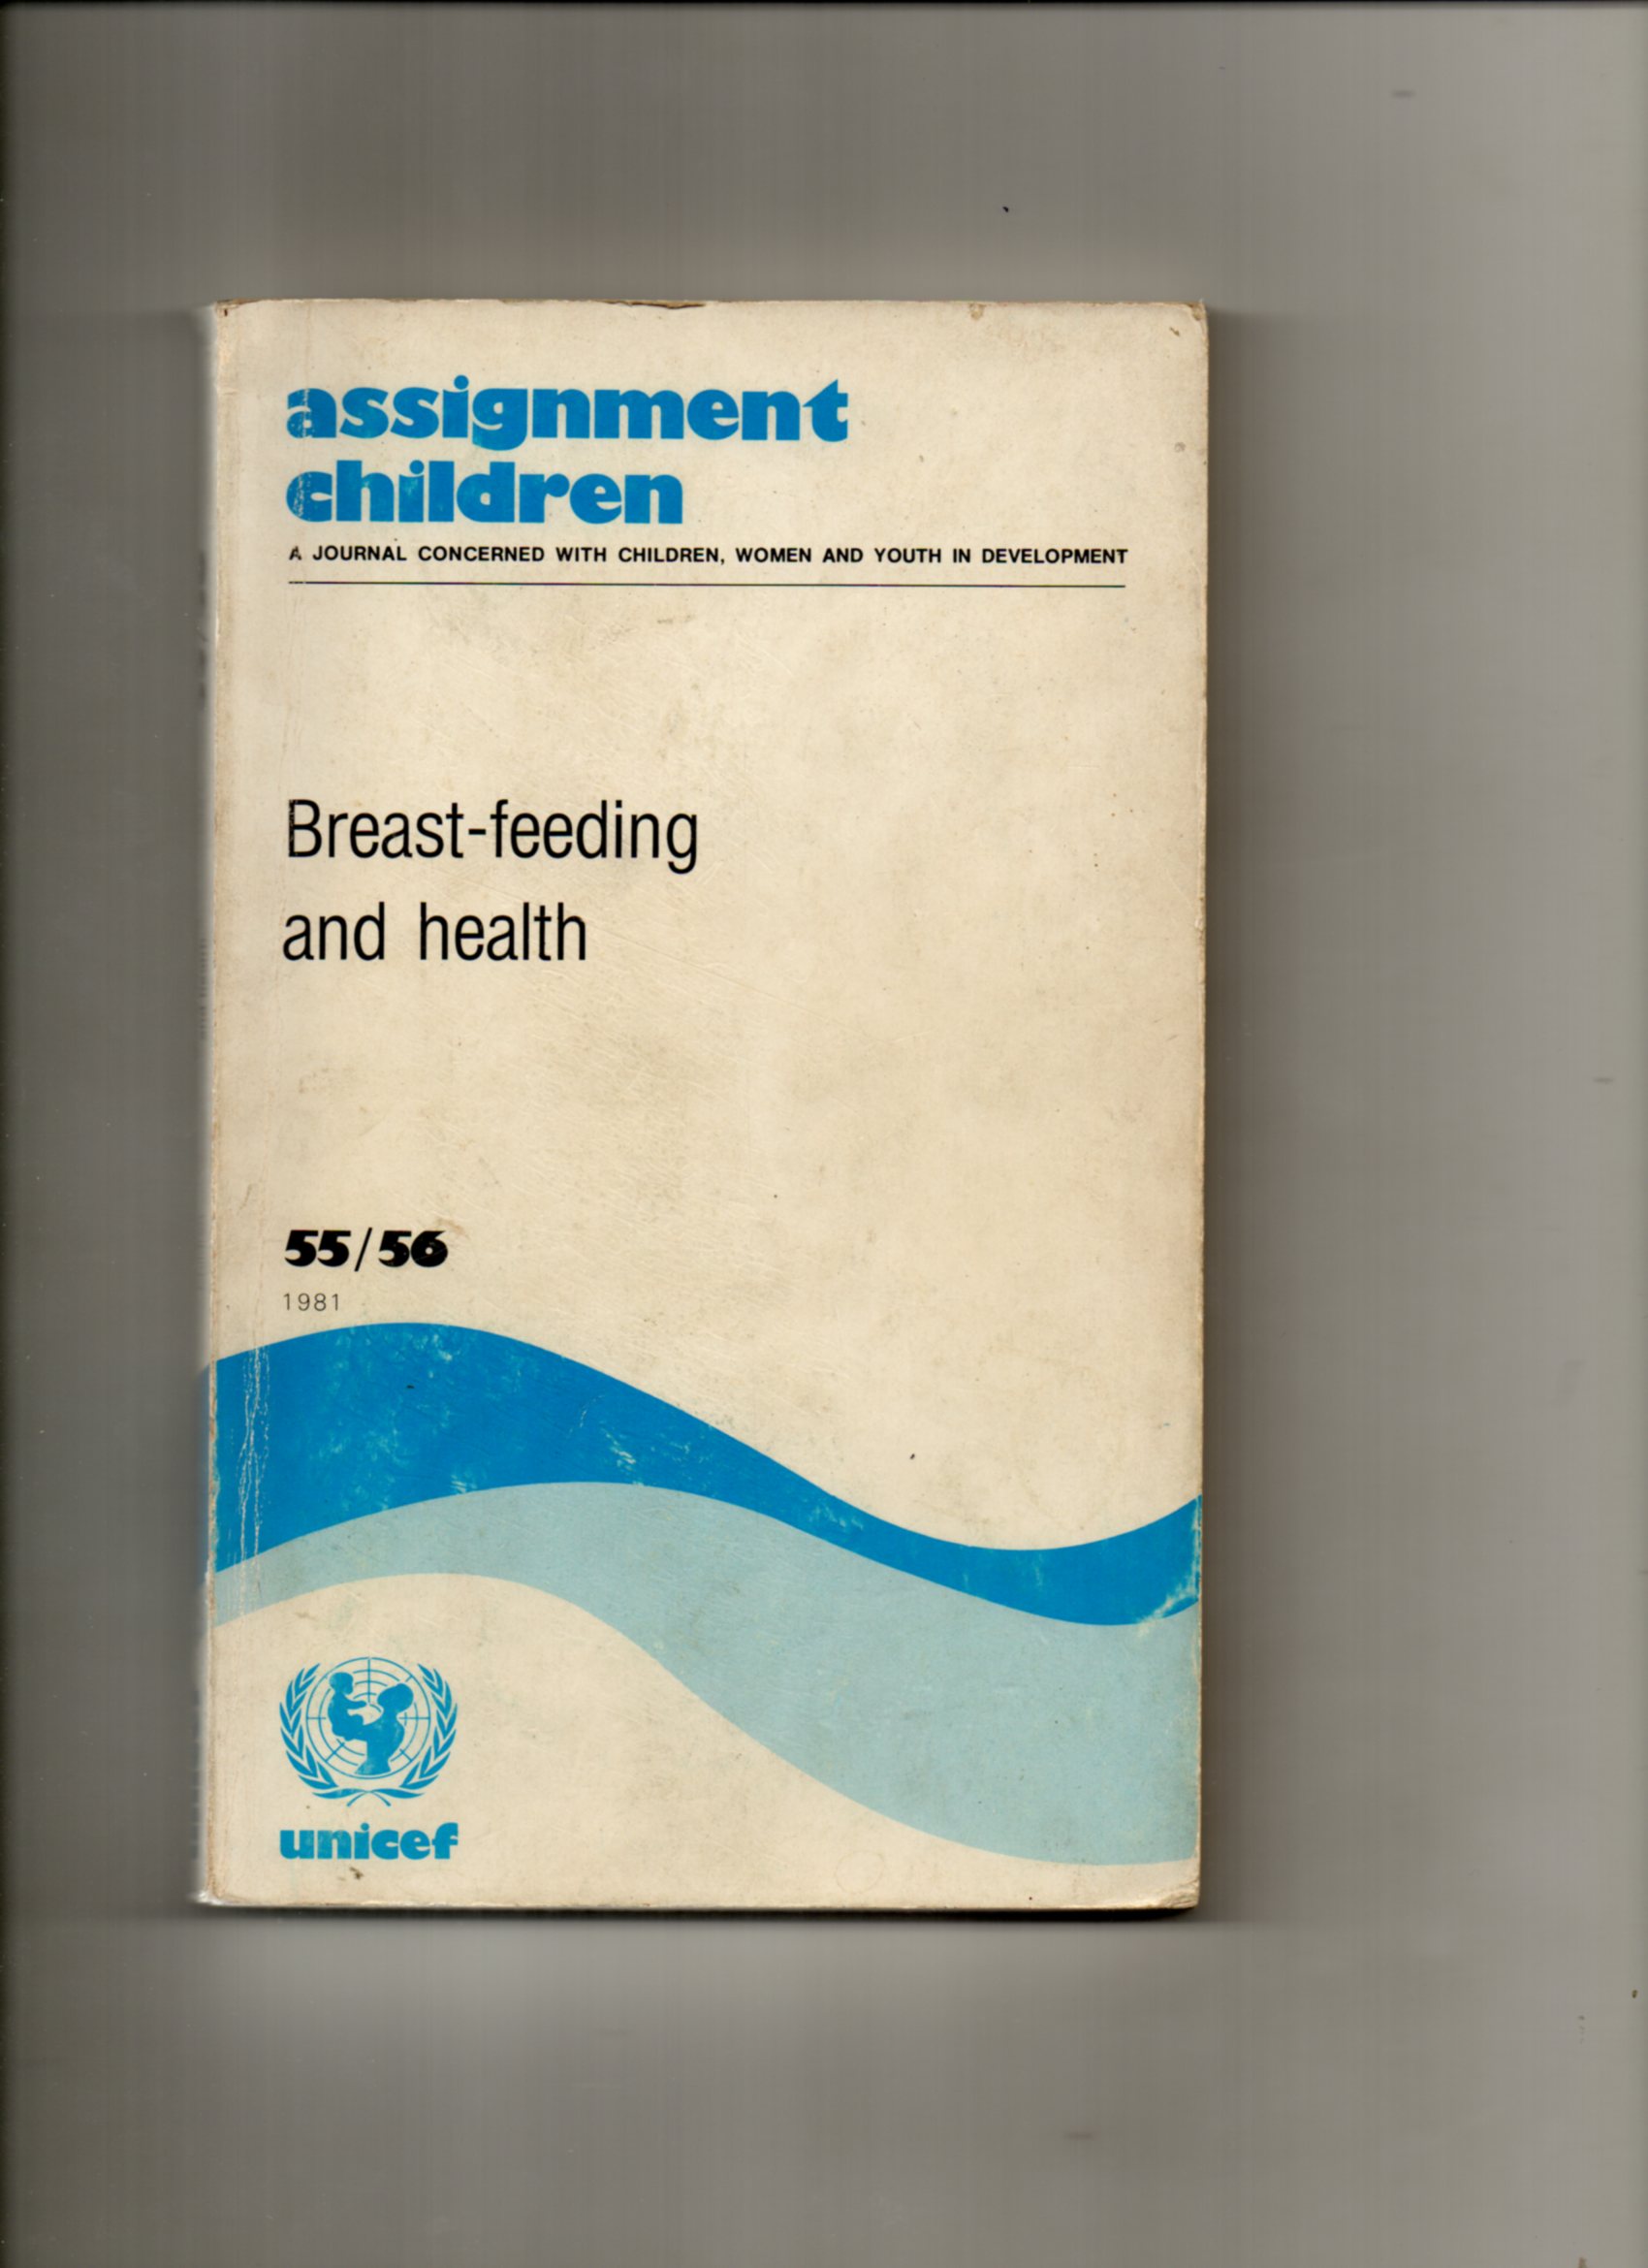 assignment
children
A JOURNAL CONCERNED WITH CHILDREN, WOMEN AND YOUTH IN DEVELOPMENT
Breast-feeding
and health
55/56
1981
unicef